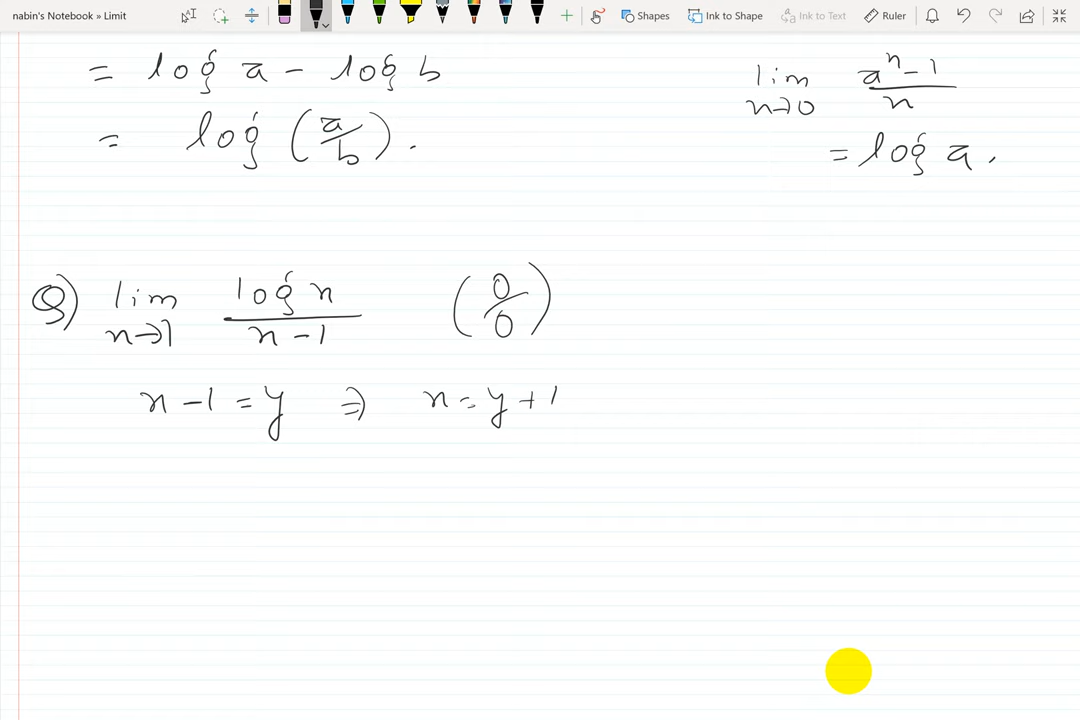 nabin's Notebook » Limit
Shapes Ink to Shape Ink to Text Ruler
= log a - log b
= log (a/b).
lim x→0 (a^x - 1)/x
= log a.
Q) lim x→1 (log x)/(x - 1) (0/0)
x - 1 = y ⇒ x = y + 1